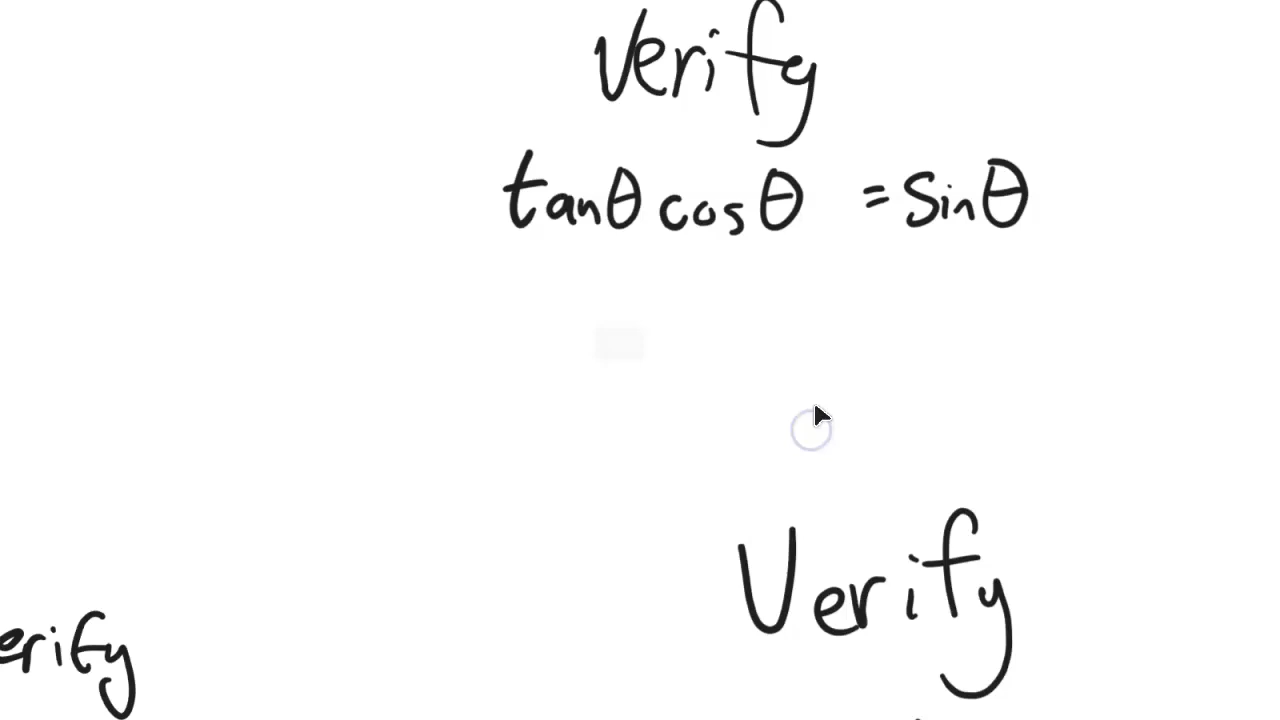 Verify
tanθ cosθ = sinθ
Verify
erify